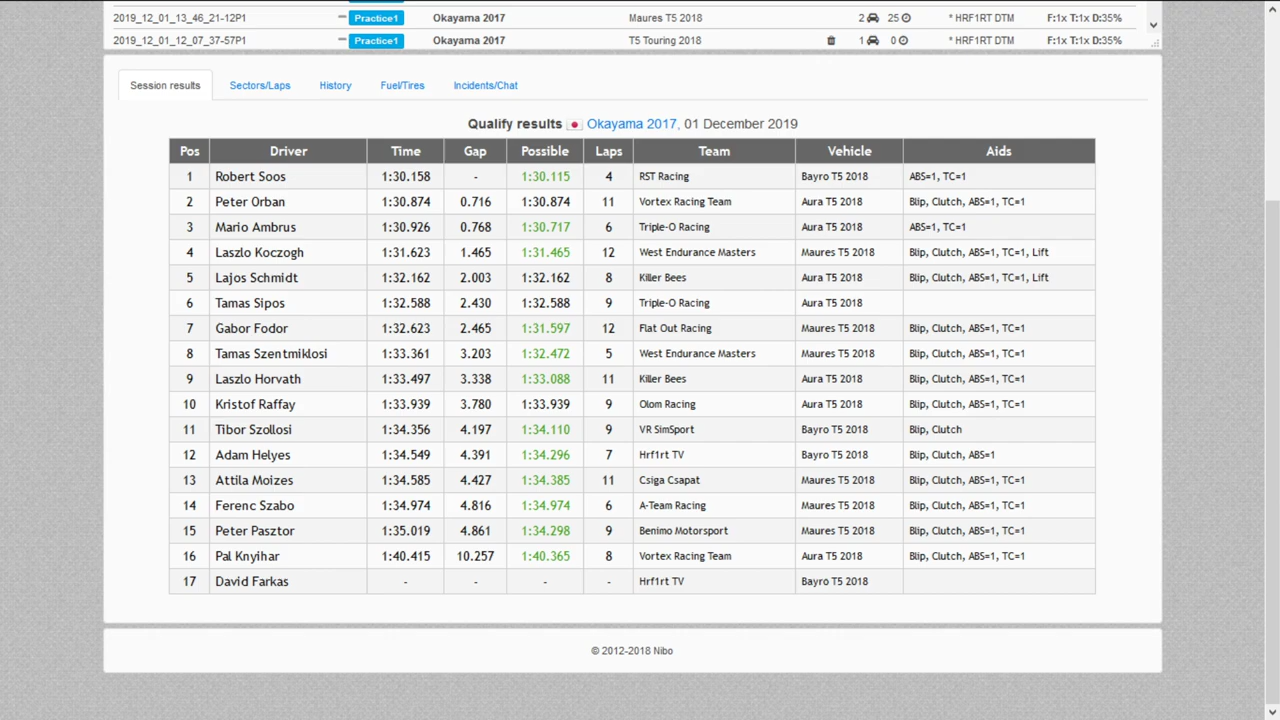 2019_12_01_13_46_21-12P1 Practice1 Okayama 2017 Maures T5 2018 2 25 * HRF1RT DTM F:1x T:1x D:35%
2019_12_01_12_07_37-57P1 Practice1 Okayama 2017 T5 Touring 2018 1 0 * HRF1RT DTM F:1x T:1x D:35%
Session results Sectors/Laps History Fuel/Tires Incidents/Chat
Qualify results Okayama 2017, 01 December 2019
Pos Driver Time Gap Possible Laps Team Vehicle Aids
1 Robert Soos 1:30.158 - 1:30.115 4 RST Racing Bayro T5 2018 ABS=1, TC=1
2 Peter Orban 1:30.874 0.716 1:30.874 11 Vortex Racing Team Aura T5 2018 Blip, Clutch, ABS=1, TC=1
3 Mario Ambrus 1:30.926 0.768 1:30.717 6 Triple-O Racing Aura T5 2018 ABS=1, TC=1
4 Laszlo Koczogh 1:31.623 1.465 1:31.465 12 West Endurance Masters Maures T5 2018 Blip, Clutch, ABS=1, TC=1, Lift
5 Lajos Schmidt 1:32.162 2.003 1:32.162 8 Killer Bees Aura T5 2018 Blip, Clutch, ABS=1, TC=1, Lift
6 Tamas Sipos 1:32.588 2.430 1:32.588 9 Triple-O Racing Aura T5 2018
7 Gabor Fodor 1:32.623 2.465 1:31.597 12 Flat Out Racing Maures T5 2018 Blip, Clutch, ABS=1, TC=1
8 Tamas Szentmiklosi 1:33.361 3.203 1:32.472 5 West Endurance Masters Maures T5 2018 Blip, Clutch, ABS=1, TC=1
9 Laszlo Horvath 1:33.497 3.338 1:33.088 11 Killer Bees Aura T5 2018 Blip, Clutch, ABS=1, TC=1
10 Kristof Raffay 1:33.939 3.780 1:33.939 9 Olom Racing Aura T5 2018 Blip, Clutch, ABS=1, TC=1
11 Tibor Szollosi 1:34.356 4.197 1:34.110 9 VR SimSport Bayro T5 2018 Blip, Clutch
12 Adam Helyes 1:34.549 4.391 1:34.296 7 Hrf1rt TV Bayro T5 2018 Blip, Clutch, ABS=1
13 Attila Moizes 1:34.585 4.427 1:34.385 11 Csiga Csapat Maures T5 2018 Blip, Clutch, ABS=1, TC=1
14 Ferenc Szabo 1:34.974 4.816 1:34.974 6 A-Team Racing Maures T5 2018 Blip, Clutch, ABS=1, TC=1
15 Peter Pasztor 1:35.019 4.861 1:34.298 9 Benimo Motorsport Maures T5 2018 Blip, Clutch, ABS=1, TC=1
16 Pal Knyihar 1:40.415 10.257 1:40.365 8 Vortex Racing Team Aura T5 2018 Blip, Clutch, ABS=1, TC=1
17 David Farkas - - - - Hrf1rt TV Bayro T5 2018
© 2012-2018 Nibo